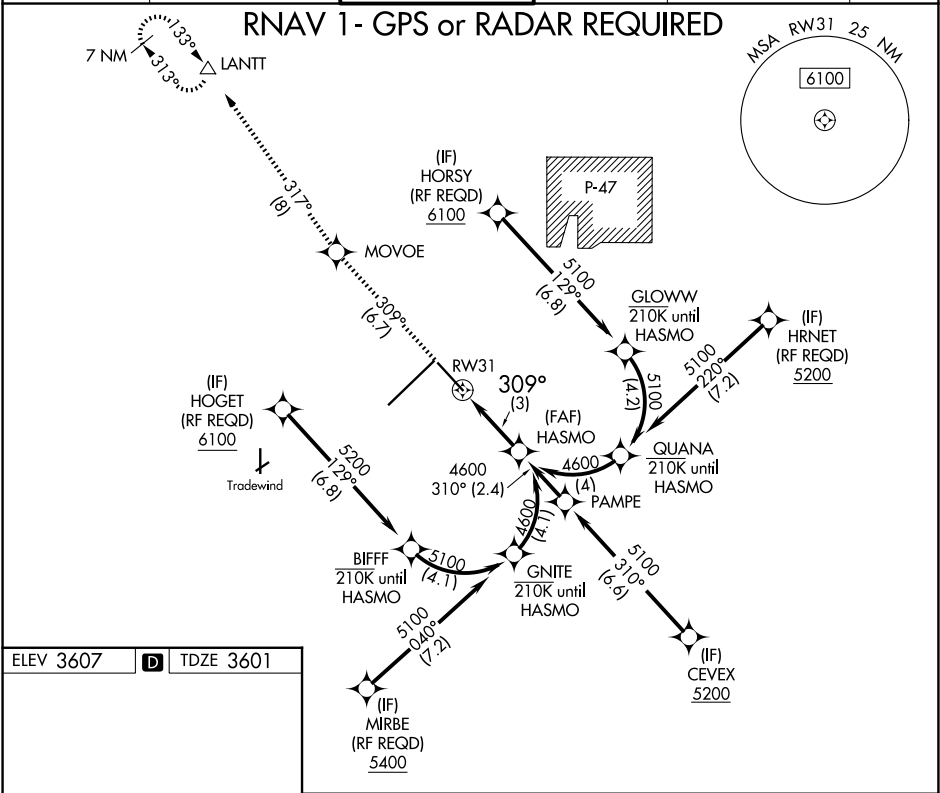 RNAV 1- GPS or RADAR REQUIRED
MSA RW31 25 NM
6100
7 NM
133°
313°
LANTT
317°
(8)
MOVOE
309°
(6.7)
(IF)
HORSY
(RF REQD)
6100
P-47
5100
129°
(6.8)
GLOWW
210K until
HASMO
5100
(4.2)
(IF)
HRNET
(RF REQD)
5200
5100
220°
(7.2)
RW31
309°
(3)
(FAF)
HASMO
(IF)
HOGET
(RF REQD)
6100
Tradewind
5200
129°
(6.8)
4600
310° (2.4)
4600
(4)
QUANA
210K until
HASMO
PAMPE
4600
(4.1)
BIFFF
210K until
HASMO
5100
(4.1)
GNITE
210K until
HASMO
5100
310°
(6.6)
5100
040°
(7.2)
(IF)
CEVEX
5200
(IF)
MIRBE
(RF REQD)
5400
ELEV 3607 D TDZE 3601